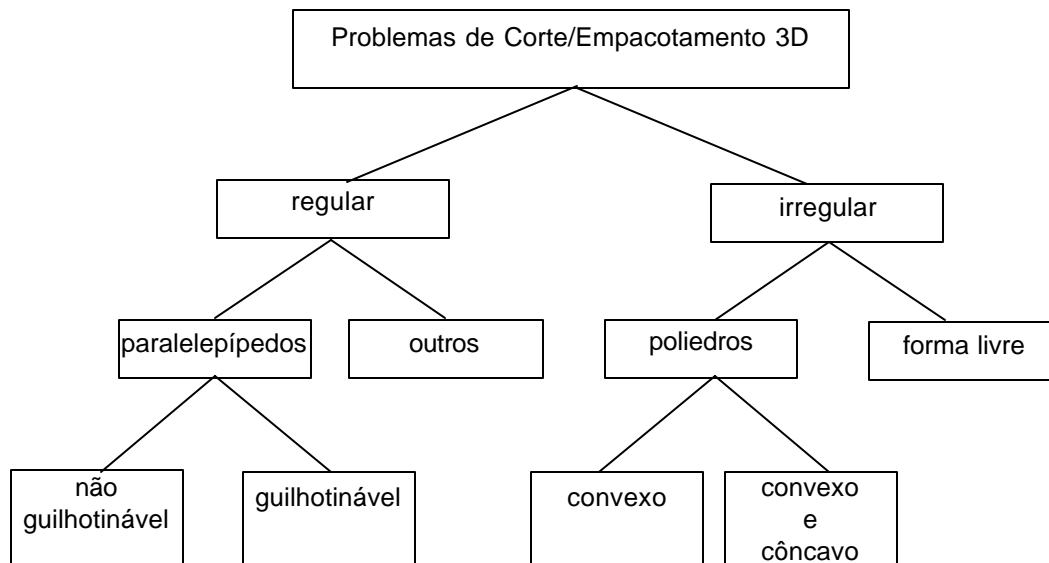 Problemas de Corte/Empacotamento 3D
regular
irregular
paralelepípedos
outros
poliedros
forma livre
não
guilhotinável
guilhotinável
convexo
convexo
e
côncavo